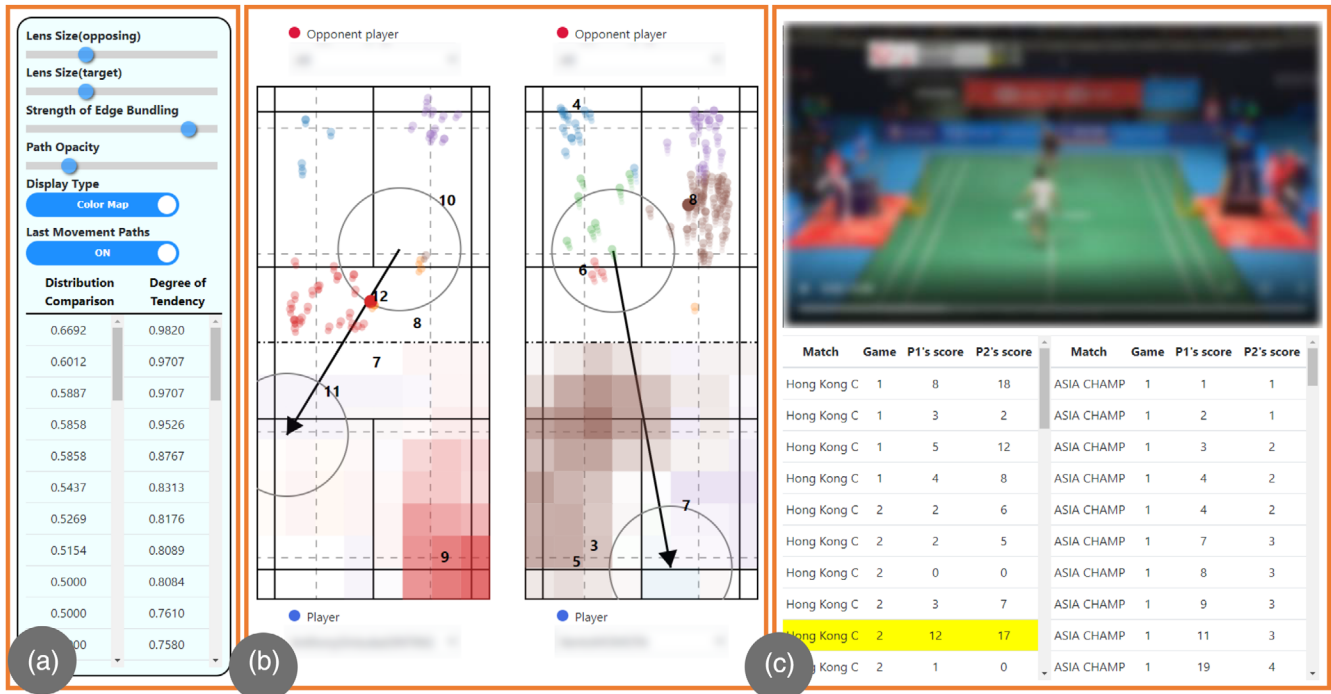 Lens Size(opposing)
Lens Size(target)
Strength of Edge Bundling
Path Opacity
Display Type
Color Map
Last Movement Paths
ON
Distribution Comparison Degree of Tendency
0.6692 0.9820
0.6012 0.9707
0.5887 0.9707
0.5858 0.9526
0.5858 0.8767
0.5437 0.8313
0.5269 0.8176
0.5154 0.8089
0.5000 0.8084
0.5000 0.7610
00 0.7580
(a)
Opponent player
10
12
8
7
11
9
Player
Opponent player
4
8
6
7
3
5
Player
(b)
Match Game P1's score P2's score
Hong Kong C 1 8 18
Hong Kong C 1 3 2
Hong Kong C 1 5 12
Hong Kong C 1 4 8
Hong Kong C 2 2 6
Hong Kong C 2 2 5
Hong Kong C 2 0 0
Hong Kong C 2 3 7
Hong Kong C 2 12 17
Hong Kong C 2 1 0
Match Game P1's score P2's score
ASIA CHAMP 1 1 1
ASIA CHAMP 1 2 1
ASIA CHAMP 1 3 2
ASIA CHAMP 1 4 2
ASIA CHAMP 1 4 2
ASIA CHAMP 1 7 3
ASIA CHAMP 1 8 3
ASIA CHAMP 1 9 3
ASIA CHAMP 1 11 3
ASIA CHAMP 1 19 4
(c)